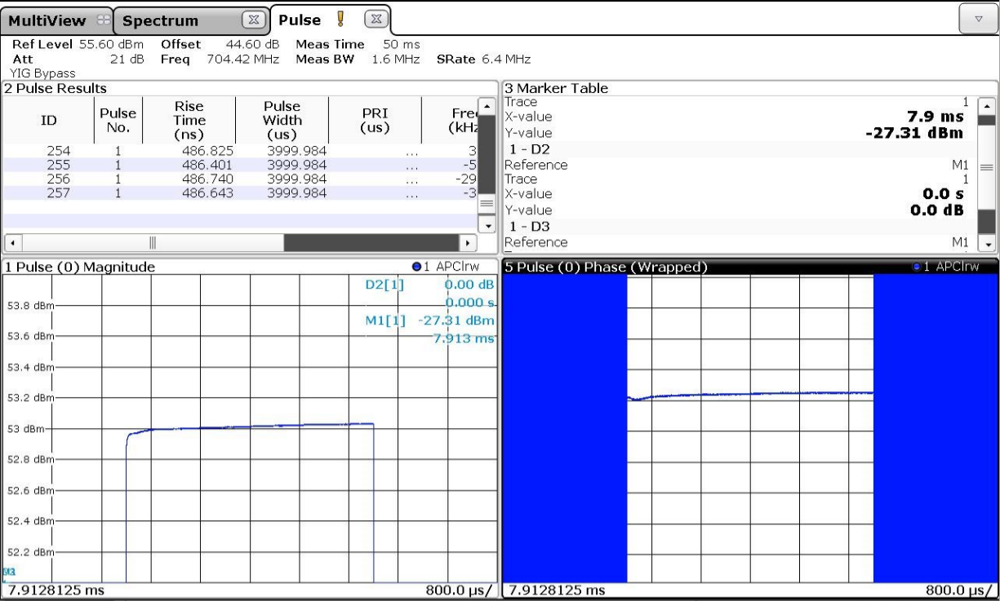 MultiView Spectrum Pulse
Ref Level 55.60 dBm Offset 44.60 dB Meas Time 50 ms
Att 21 dB Freq 704.42 MHz Meas BW 1.6 MHz SRate 6.4 MHz
YIG Bypass
2 Pulse Results
ID Pulse No. Rise Time (ns) Pulse Width (us) PRI (us) Fre (kHz
254 1 486.825 3999.984 ... 3
255 1 486.401 3999.984 ... -5
256 1 486.740 3999.984 ... -29
257 1 486.643 3999.984 ... -3
3 Marker Table
Trace 1
X-value 7.9 ms
Y-value -27.31 dBm
1 - D2
Reference M1
Trace 1
X-value 0.0 s
Y-value 0.0 dB
1 - D3
Reference M1
1 Pulse (0) Magnitude 1 APClrw
D2[1] 0.00 dB
0.000 s
M1[1] -27.31 dBm
7.913 ms
53.8 dBm
53.6 dBm
53.4 dBm
53.2 dBm
53 dBm
52.8 dBm
52.6 dBm
52.4 dBm
52.2 dBm
7.9128125 ms 800.0 µs/
5 Pulse (0) Phase (Wrapped) 1 APClrw
7.9128125 ms 800.0 µs/